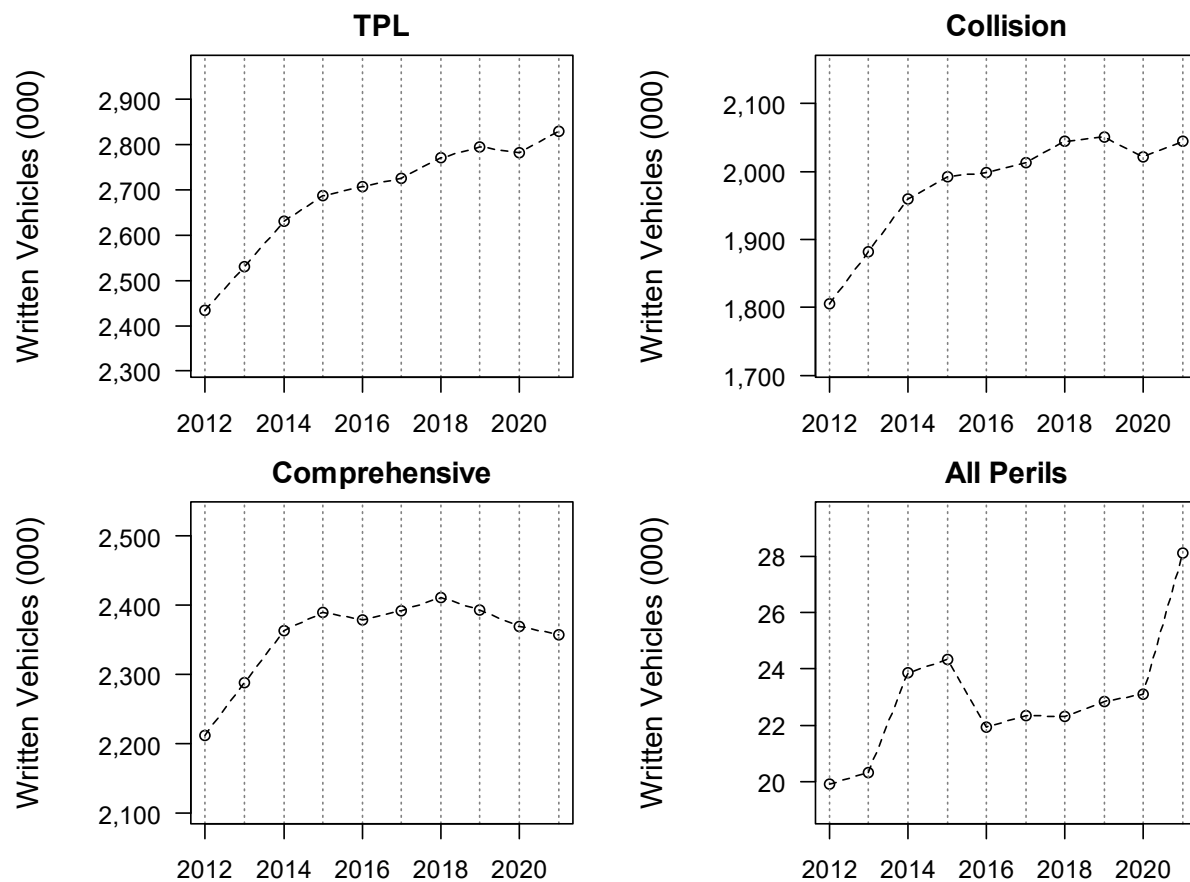 TPL
Written Vehicles (000)
2,900
2,800
2,700
2,600
2,500
2,400
2,300
2012 2014 2016 2018 2020
Collision
Written Vehicles (000)
2,100
2,000
1,900
1,800
1,700
2012 2014 2016 2018 2020
Comprehensive
Written Vehicles (000)
2,500
2,400
2,300
2,200
2,100
2012 2014 2016 2018 2020
All Perils
Written Vehicles (000)
28
26
24
22
20
2012 2014 2016 2018 2020